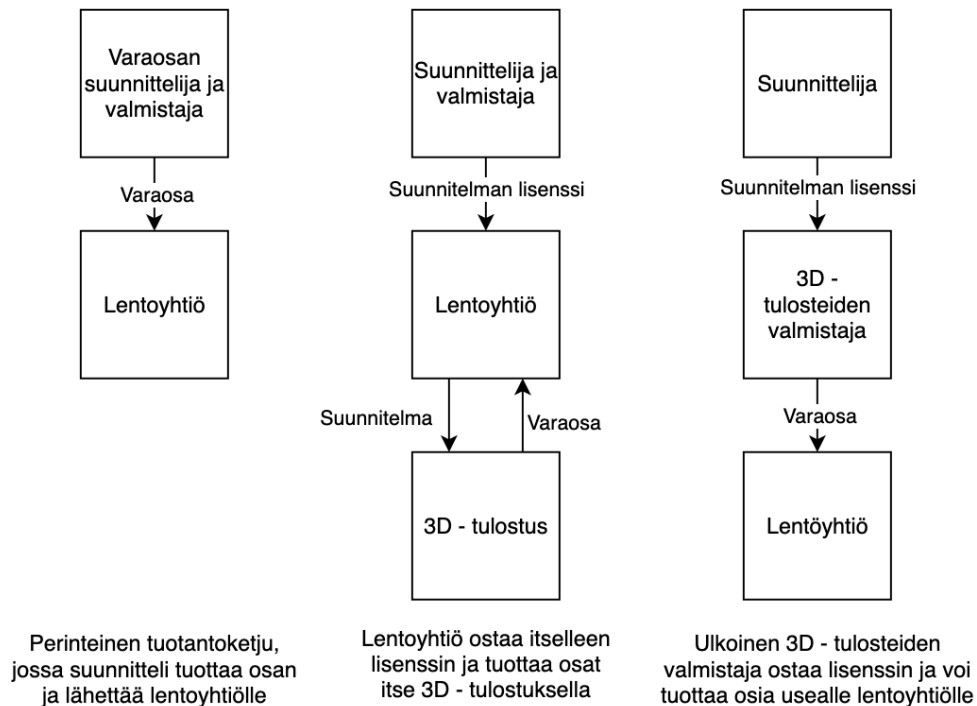 Varaosan
suunnittelija ja
valmistaja
Varaosa
Lentoyhtiö
Perinteinen tuotantoketju,
jossa suunnitteli tuottaa osan
ja lähettää lentoyhtiölle
Suunnittelija ja
valmistaja
Suunnitelman lisenssi
Lentoyhtiö
Suunnitelma
Varaosa
3D - tulostus
Lentoyhtiö ostaa itselleen
lisenssin ja tuottaa osat
itse 3D - tulostuksella
Suunnittelija
Suunnitelman lisenssi
3D -
tulosteiden
valmistaja
Varaosa
Lentöyhtiö
Ulkoinen 3D - tulosteiden
valmistaja ostaa lisenssin ja voi
tuottaa osia usealle lentoyhtiölle